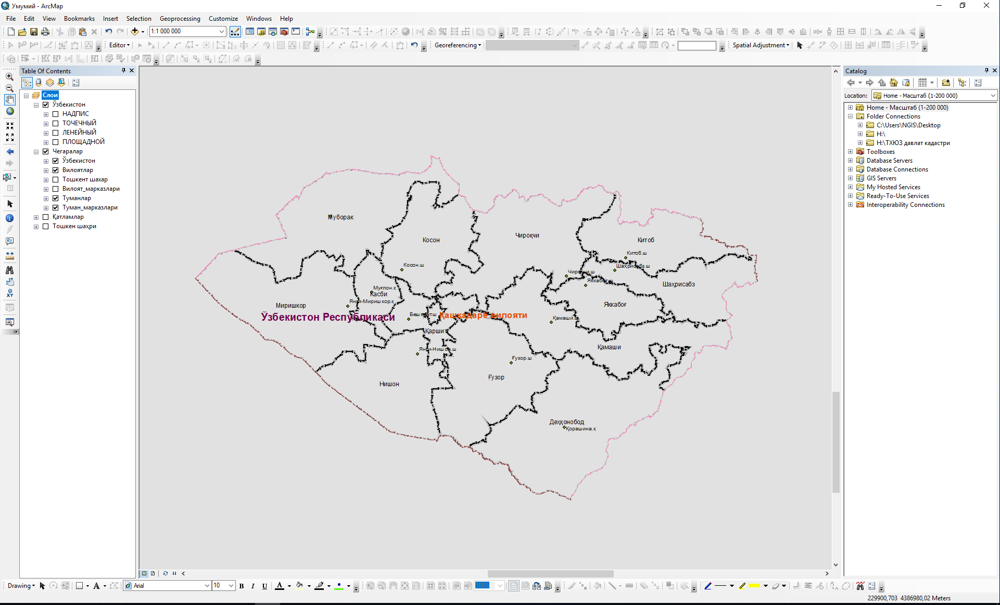 Умумий - ArcMap
File Edit View Bookmarks Insert Selection Geoprocessing Customize Windows Help
1:1 000 000
Editor
Georeferencing
Spatial Adjustment
Table Of Contents
Слои
Ўзбекистон
НАДПИС
ТОЧЕЧНЫЙ
ЛЕНЕЙНЫЙ
ПЛОЩАДНОЙ
Чегаралар
Ўзбекистон
Вилоятлар
Тошкент шахар
Вилоят_марказлари
Туманлар
Туман_марказлари
Қатламлар
Тошкен шаҳри
Муборак
Косон
Чироқчи
Китоб
Китоб.ш
Косон.ш
Шаҳрисабз.ш
Чироқчи.ш
Яккабоғ.ш
Шаҳрисабз
Муғлон.қ
Касби
Янги-Миришкор.қ
Миришкор
Яккабоғ
Ўзбекистон Республикаси
Бешкент.ш
Қашқадарё вилояти
Қамаши.ш
Қарши
Қамаши
Янги-Нишон.ш
Ғузор.ш
Ғузор
Нишон
Деҳқонобод
Қорашина.қ
Catalog
Location: Home - Масштаб (1-200 000)
Home - Масштаб (1-200 000)
Folder Connections
C:\Users\NGIS\Desktop
H:\
H:\ТХЮЗ давлат кадастри
Toolboxes
Database Servers
Database Connections
GIS Servers
My Hosted Services
Ready-To-Use Services
Interoperability Connections
Drawing A Arial 10 B I U A 100%
229900,703 4386980,02 Meters